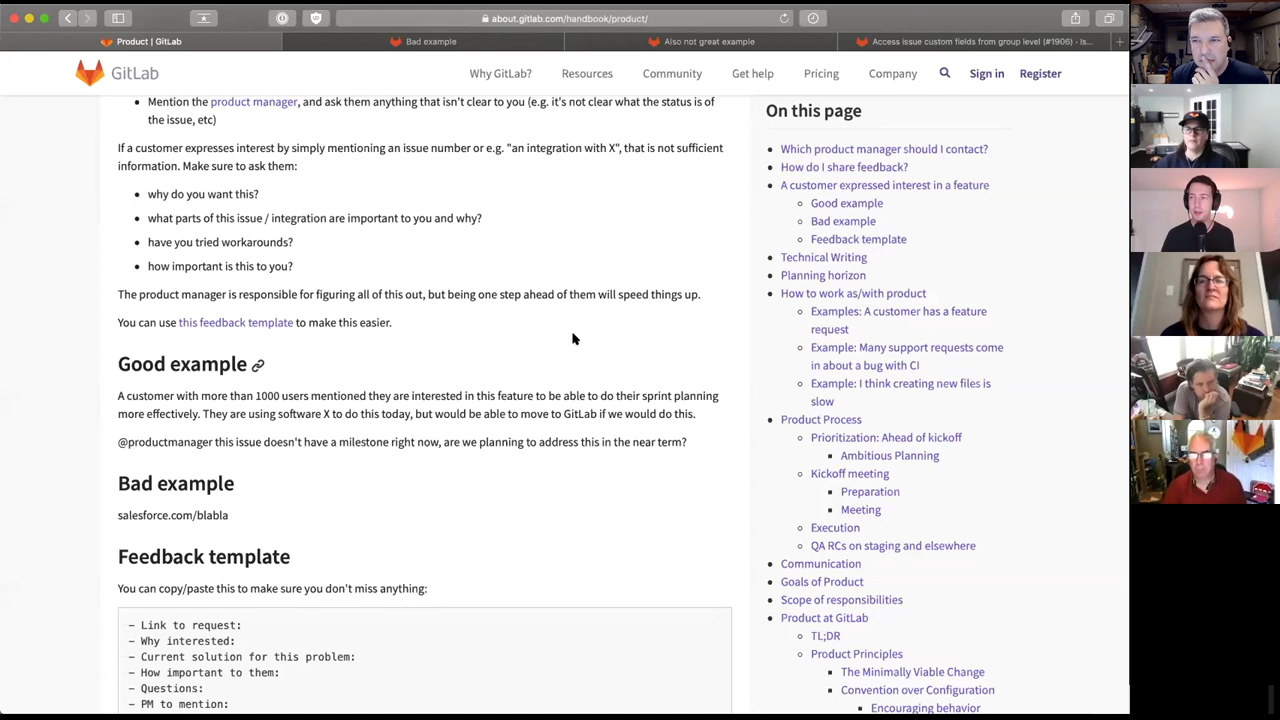 about.gitlab.com/handbook/product/
Product | GitLab
Bad example
Also not great example
Access issue custom fields from group level (#1906) · Is...
GitLab
Why GitLab?
Resources
Community
Get help
Pricing
Company
Sign in
Register
• Mention the product manager, and ask them anything that isn't clear to you (e.g. it's not clear what the status is of
the issue, etc)
If a customer expresses interest by simply mentioning an issue number or e.g. "an integration with X", that is not sufficient
information. Make sure to ask them:
• why do you want this?
• what parts of this issue / integration are important to you and why?
• have you tried workarounds?
• how important is this to you?
The product manager is responsible for figuring all of this out, but being one step ahead of them will speed things up.
You can use this feedback template to make this easier.
Good example
A customer with more than 1000 users mentioned they are interested in this feature to be able to do their sprint planning
more effectively. They are using software X to do this today, but would be able to move to GitLab if we would do this.
@productmanager this issue doesn't have a milestone right now, are we planning to address this in the near term?
Bad example
salesforce.com/blabla
Feedback template
You can copy/paste this to make sure you don't miss anything:
- Link to request:
- Why interested:
- Current solution for this problem:
- How important to them:
- Questions:
- PM to mention:
On this page
• Which product manager should I contact?
• How do I share feedback?
• A customer expressed interest in a feature
◦ Good example
◦ Bad example
◦ Feedback template
• Technical Writing
• Planning horizon
• How to work as/with product
◦ Examples: A customer has a feature
request
◦ Example: Many support requests come
in about a bug with CI
◦ Example: I think creating new files is
slow
• Product Process
◦ Prioritization: Ahead of kickoff
▪ Ambitious Planning
◦ Kickoff meeting
▪ Preparation
▪ Meeting
◦ Execution
◦ QA RCs on staging and elsewhere
• Communication
• Goals of Product
• Scope of responsibilities
• Product at GitLab
◦ TL;DR
◦ Product Principles
▪ The Minimally Viable Change
▪ Convention over Configuration
▪ Encouraging behavior